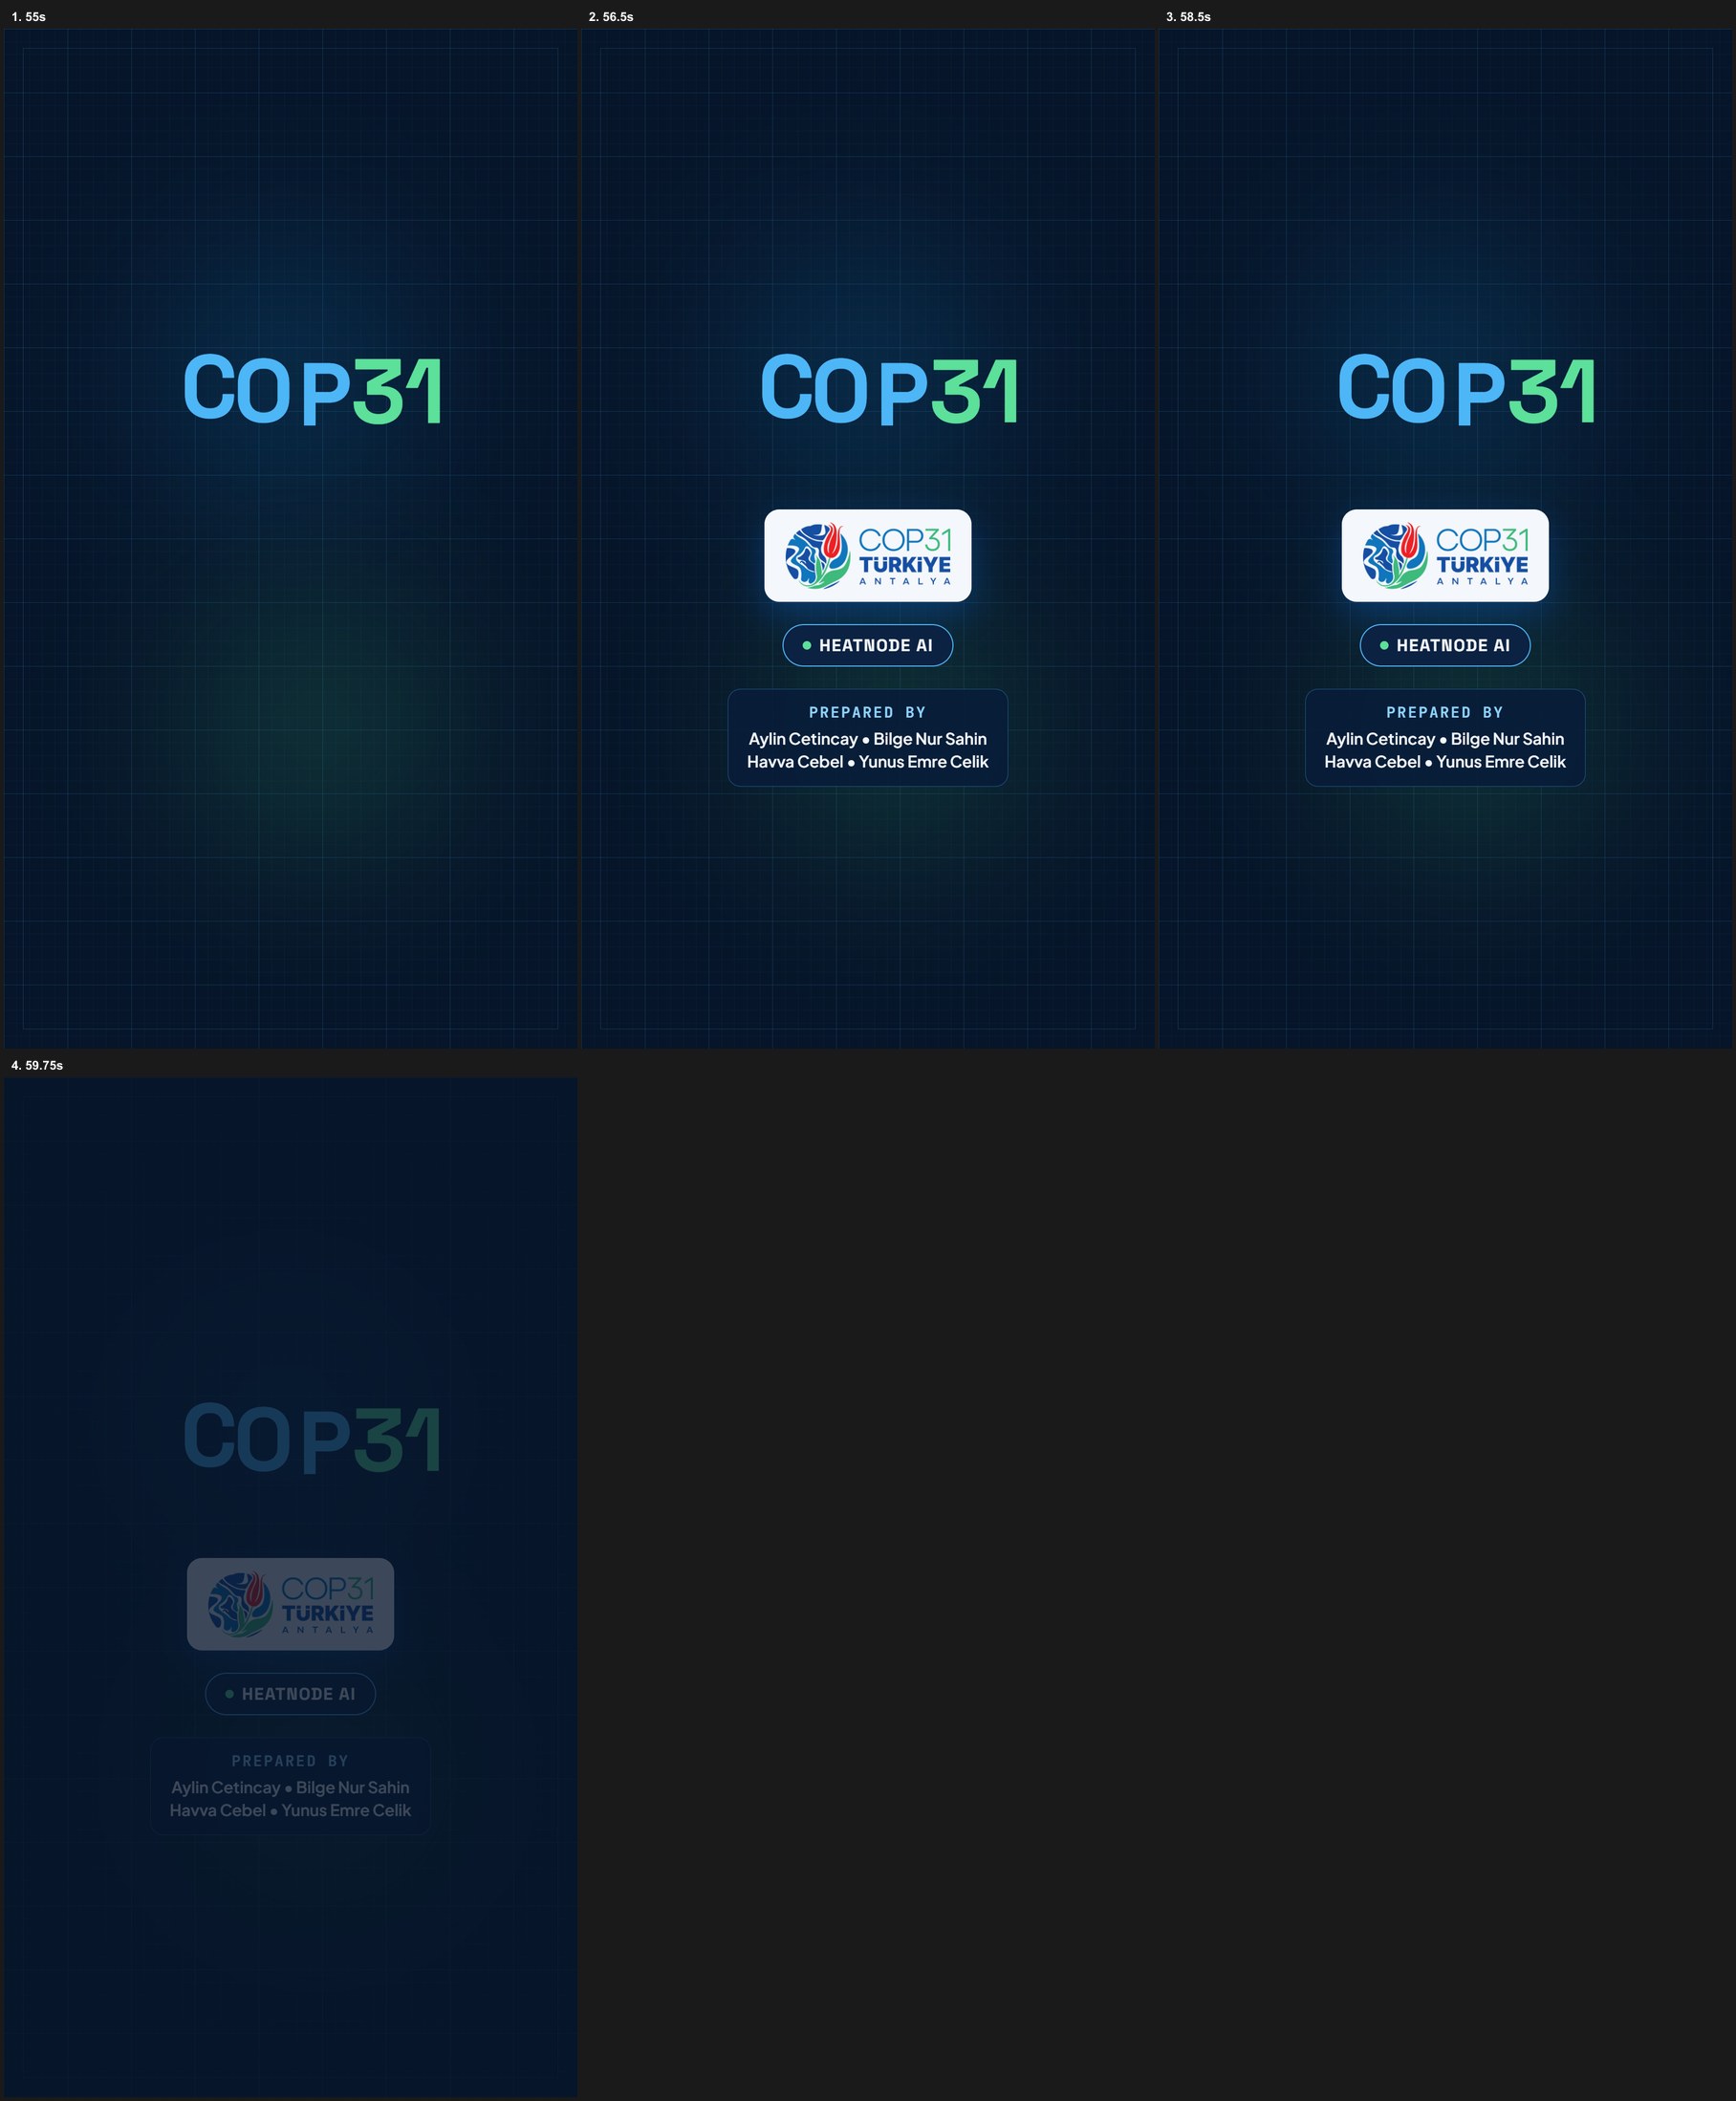 1. 55s
COP31
2. 56.5s
COP31
COP31
TÜRKİYE
ANTALYA
HEATNODE AI
PREPARED BY
Aylin Cetincay • Bilge Nur Sahin
Havva Cebel • Yunus Emre Celik
3. 58.5s
COP31
COP31
TÜRKİYE
ANTALYA
HEATNODE AI
PREPARED BY
Aylin Cetincay • Bilge Nur Sahin
Havva Cebel • Yunus Emre Celik
4. 59.75s
COP31
COP31
TÜRKİYE
ANTALYA
HEATNODE AI
PREPARED BY
Aylin Cetincay • Bilge Nur Sahin
Havva Cebel • Yunus Emre Celik